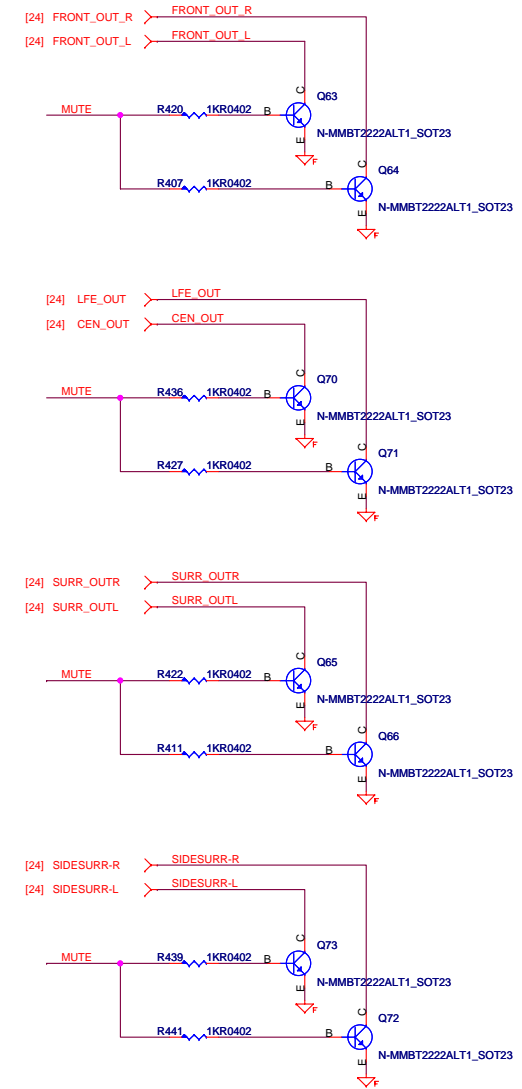 [24] FRONT_OUT_R FRONT_OUT_R
[24] FRONT_OUT_L FRONT_OUT_L
C
Q63
MUTE R420 1KR0402 B
N-MMBT2222ALT1_SOT23
E
F
C
Q64
R407 1KR0402 B
N-MMBT2222ALT1_SOT23
E
F
[24] LFE_OUT LFE_OUT
[24] CEN_OUT CEN_OUT
C
Q70
MUTE R436 1KR0402 B
N-MMBT2222ALT1_SOT23
E
F
C
Q71
R427 1KR0402 B
N-MMBT2222ALT1_SOT23
E
F
[24] SURR_OUTR SURR_OUTR
[24] SURR_OUTL SURR_OUTL
C
Q65
MUTE R422 1KR0402 B
N-MMBT2222ALT1_SOT23
E
F
C
Q66
R411 1KR0402 B
N-MMBT2222ALT1_SOT23
E
F
[24] SIDESURR-R SIDESURR-R
[24] SIDESURR-L SIDESURR-L
C
Q73
MUTE R439 1KR0402 B
N-MMBT2222ALT1_SOT23
E
F
C
Q72
R441 1KR0402 B
N-MMBT2222ALT1_SOT23
E
F